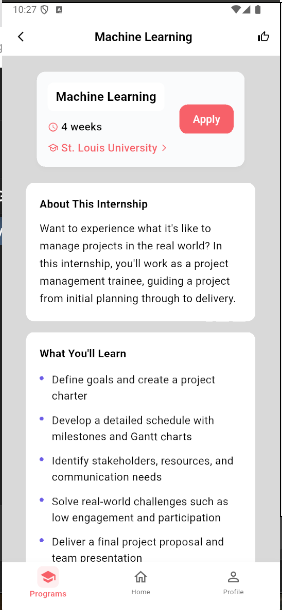 10:27
Machine Learning
Machine Learning
4 weeks
Apply
St. Louis University >
About This Internship
Want to experience what it's like to
manage projects in the real world? In
this internship, you'll work as a project
management trainee, guiding a project
from initial planning through to delivery.
What You'll Learn
• Define goals and create a project
charter
• Develop a detailed schedule with
milestones and Gantt charts
• Identify stakeholders, resources, and
communication needs
• Solve real-world challenges such as
low engagement and participation
• Deliver a final project proposal and
team presentation
Programs
Home
Profile